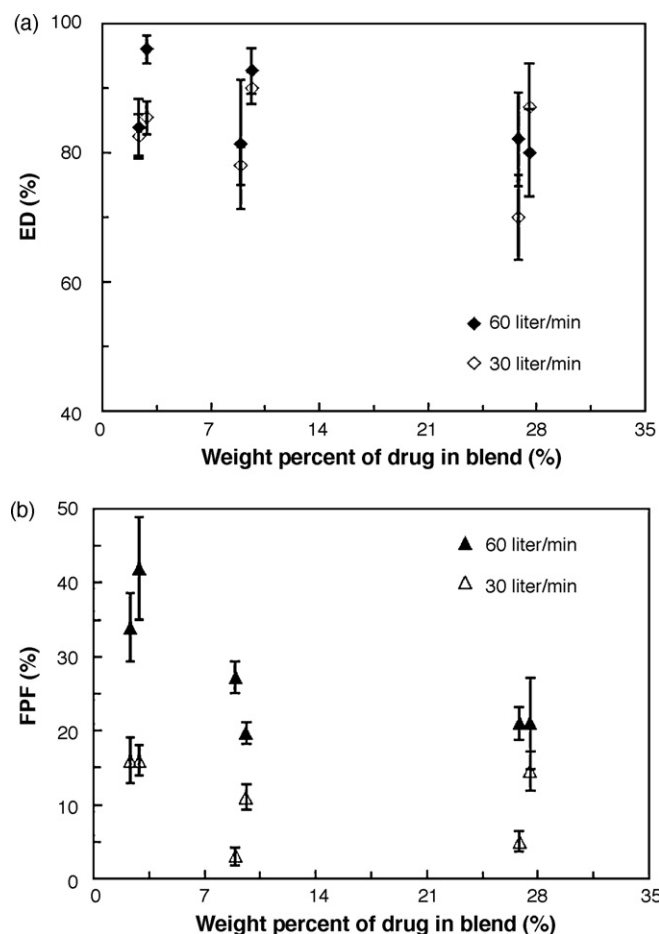 (a)
100
80
60
40
ED (%)
60 liter/min
30 liter/min
0 7 14 21 28 35
Weight percent of drug in blend (%)
(b)
50
40
30
20
10
0
FPF (%)
60 liter/min
30 liter/min
0 7 14 21 28 35
Weight percent of drug in blend (%)